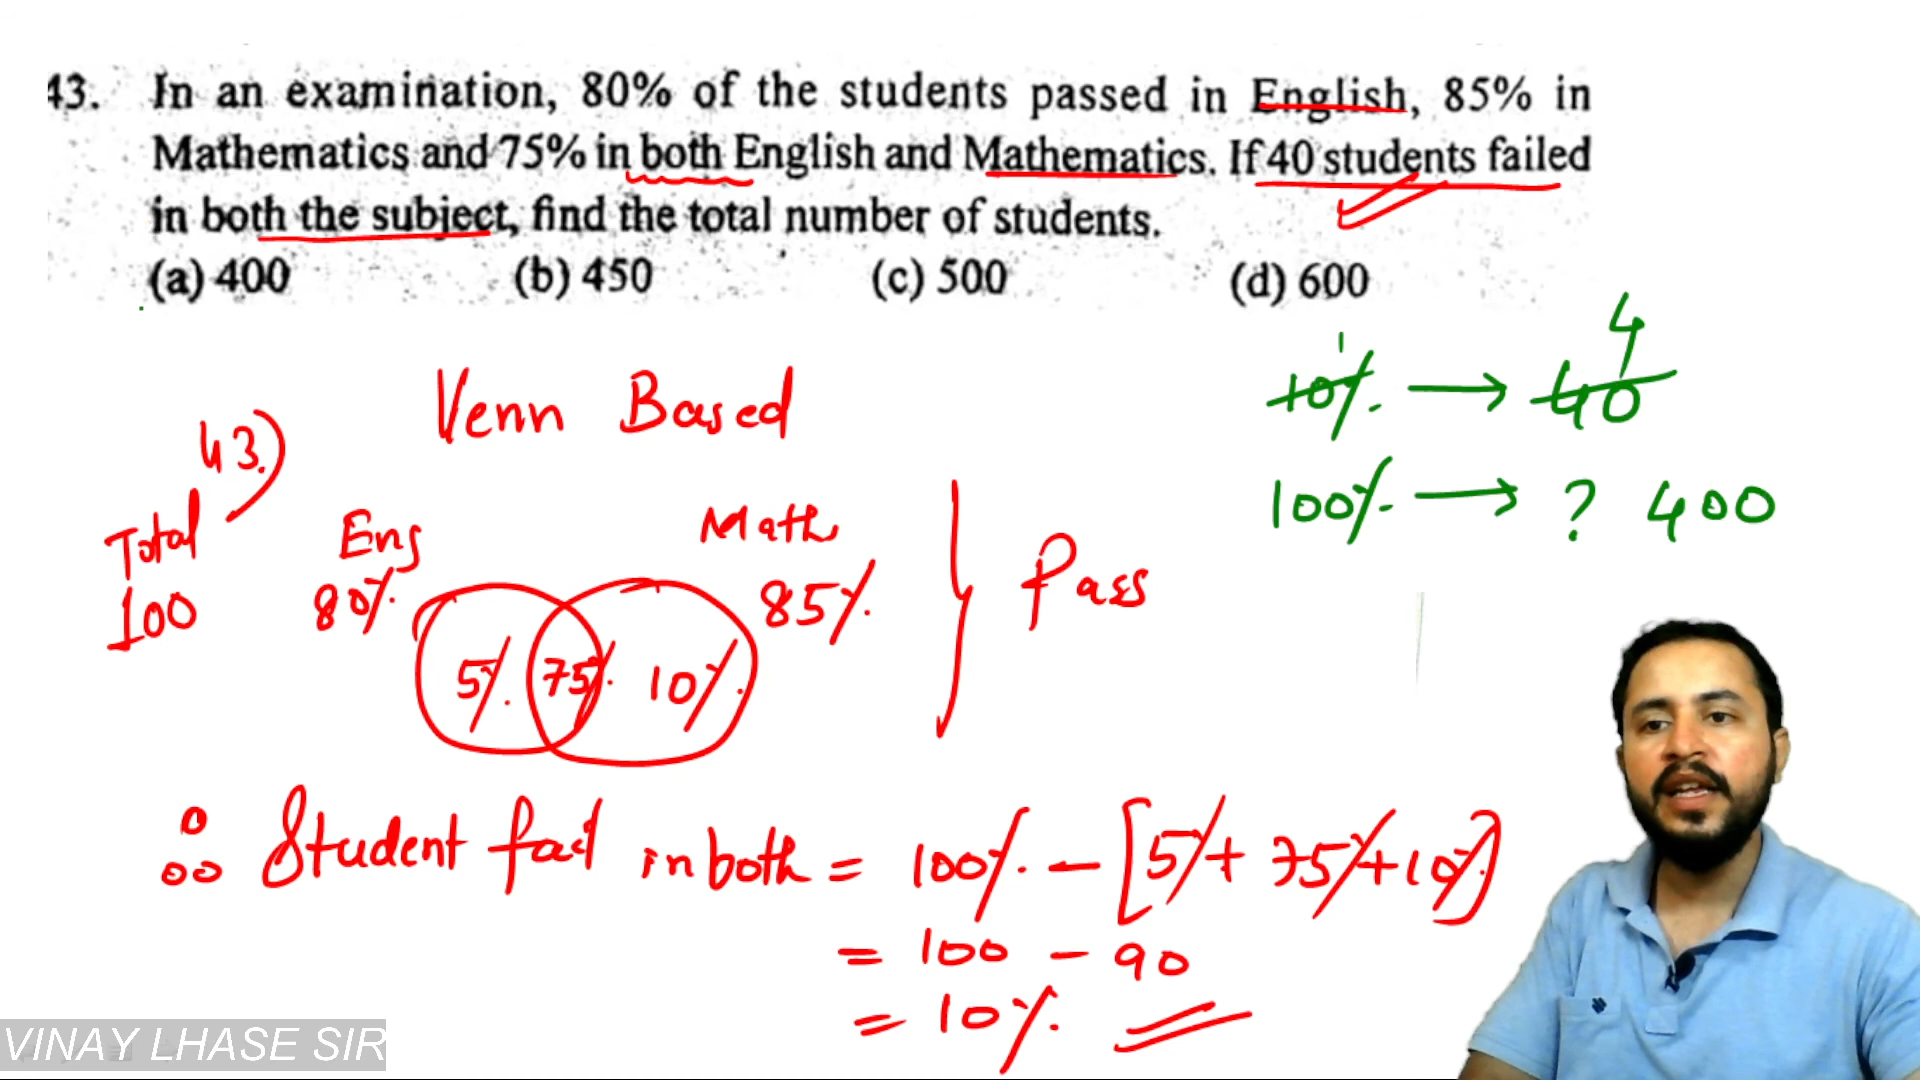 43. In an examination, 80% of the students passed in English, 85% in
Mathematics and 75% in both English and Mathematics. If 40 students failed
in both the subject, find the total number of students.
(a) 400 (b) 450 (c) 500 (d) 600
Venn Based
43.)
Total 100
Eng 80%
Math 85%
5% 75% 10%
} Pass
4
1
10% → 40
100% → ? 400
∴ Student fail in both = 100% - [5% + 75% + 10%]
= 100 - 90
= 10%
VINAY LHASE SIR